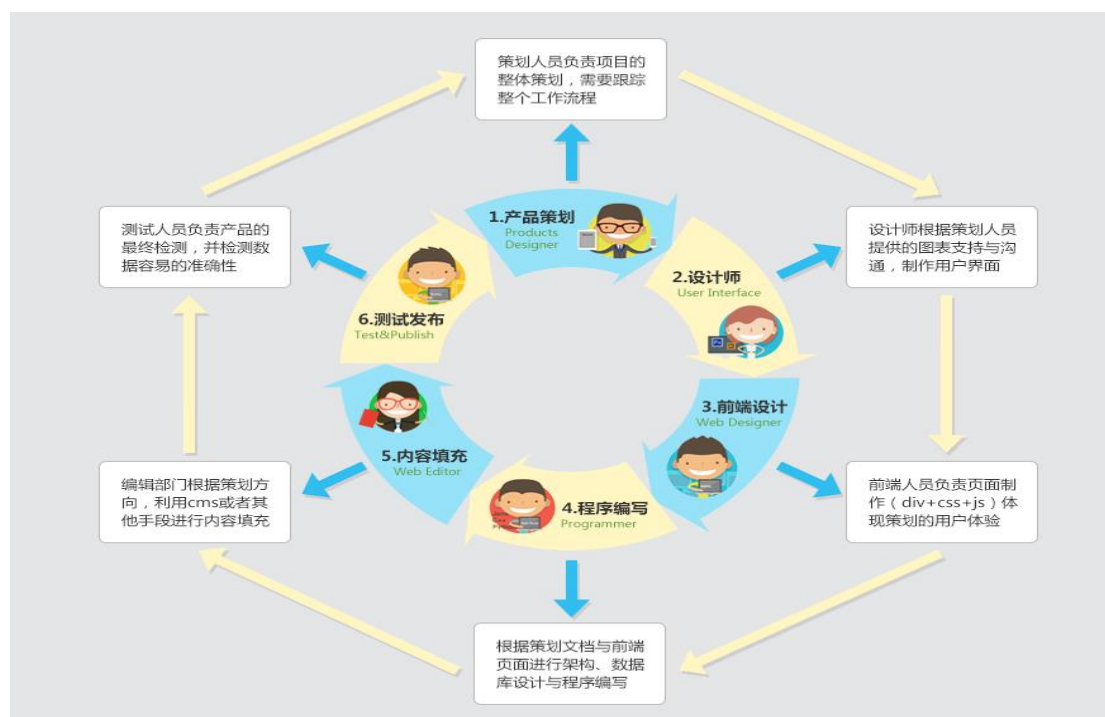 策划人员负责项目的
整体策划，需要跟踪
整个工作流程
1.产品策划
Products
Designer
设计师根据策划人员
提供的图表支持与沟
通，制作用户界面
2.设计师
User Interface
前端人员负责页面制
作（div+css+js）体
现策划的用户体验
3.前端设计
Web Designer
根据策划文档与前端
页面进行架构、数据
库设计与程序编写
4.程序编写
Programmer
编辑部门根据策划方
向，利用cms或者其
他手段进行内容填充
5.内容填充
Web Editor
测试人员负责产品的
最终检测，并检测数
据容易的准确性
6.测试发布
Test&Publish